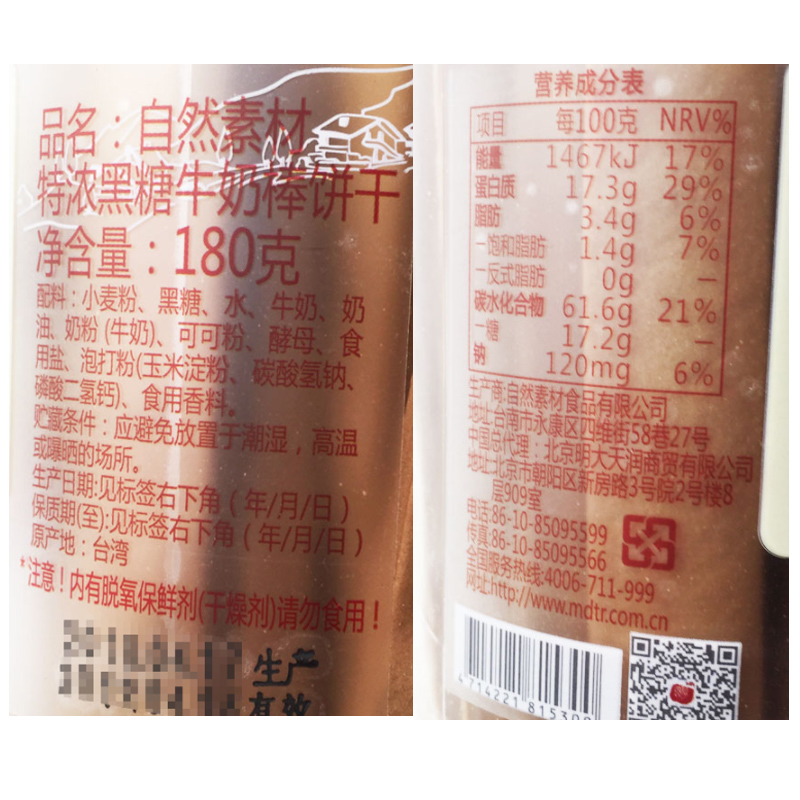 品名：自然素材
特浓黑糖牛奶棒饼干
净含量：180克
配料：小麦粉、黑糖、水、牛奶、奶
油、奶粉（牛奶）、可可粉、酵母、食
用盐、泡打粉(玉米淀粉、碳酸氢钠、
磷酸二氢钙)、食用香料。
贮藏条件：应避免放置于潮湿，高温
或曝晒的场所。
生产日期:见标签右下角（年/月/日）
保质期(至):见标签右下角（年/月/日）
原产地：台湾
*注意！内有脱氧保鲜剂(干燥剂)请勿食用！
生产
有效
营养成分表
项目 每100克 NRV%
能量 1467kJ 17%
蛋白质 17.3g 29%
脂肪 3.4g 6%
—饱和脂肪 1.4g 7%
—反式脂肪 0g —
碳水化合物 61.6g 21%
—糖 17.2g —
钠 120mg 6%
生产商:自然素材食品有限公司
地址:台南市永康区四维街58巷27号
中国总代理：北京明大天润商贸有限公司
地址:北京市朝阳区新房路3号院2号楼8
层909室
电话:86-10-85095599
传真:86-10-85095566
全国服务热线:4006-711-999
网址:http://www.mdtr.com.cn
4 714221 815300